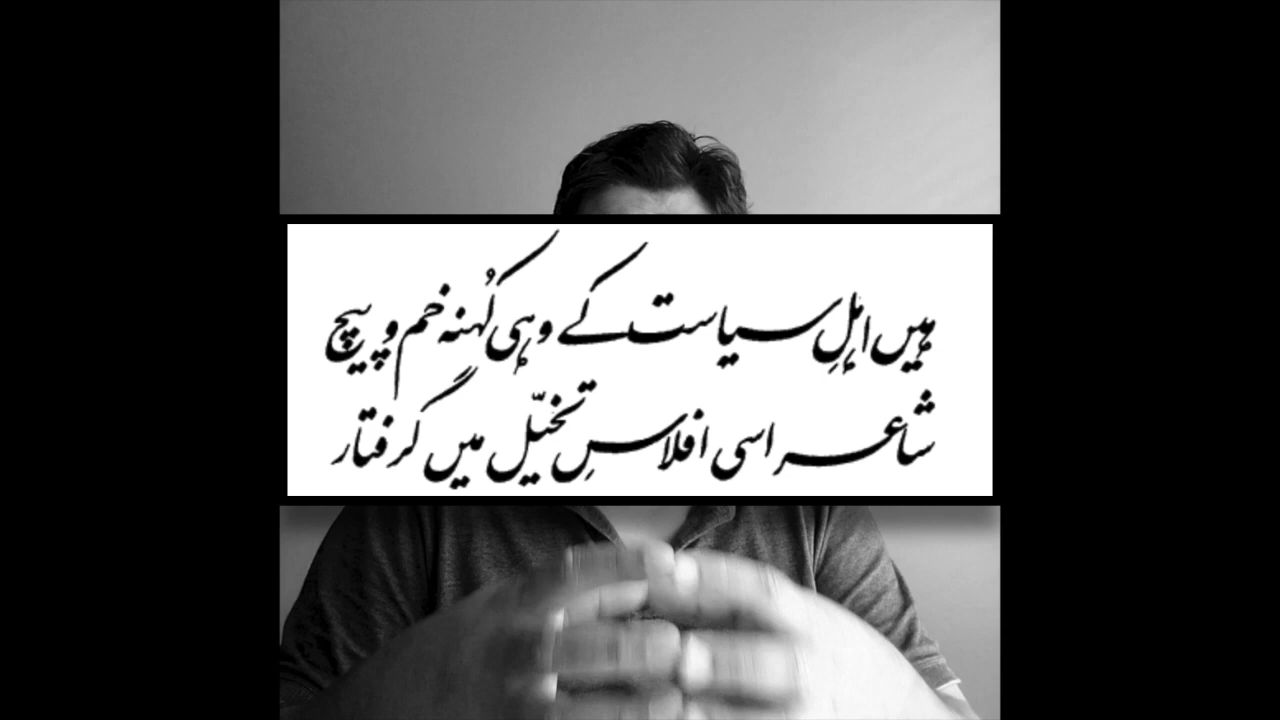 ہیں اہلِ سیاست کے وہی کُہنہ خم و پیچ
شاعر اسی افلاسِ تخیّل میں گرفتار